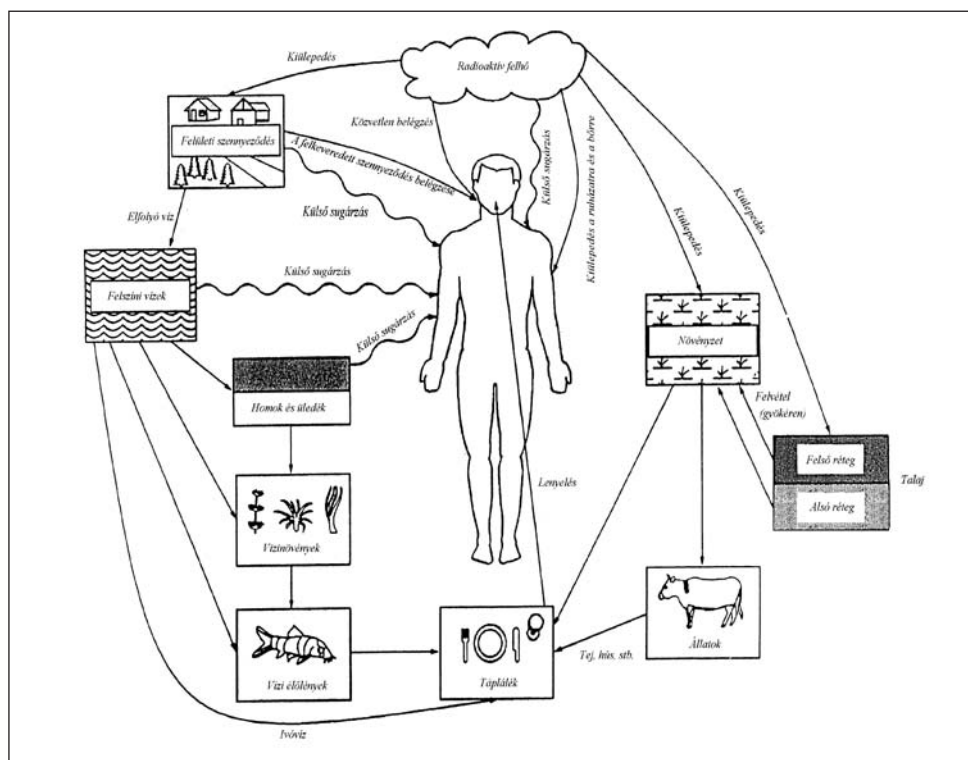 Kiülepedés
Radioaktív felhő
Közvetlen belégzés
Felületi szennyeződés
A felkeveredett szennyeződés belégzése
Külső sugárzás
Kiülepedés a ruházatra és a bőrre
Kiülepedés
Kiülepedés
Külső sugárzás
Elfolyó víz
Külső sugárzás
Felszíni vizek
Külső sugárzás
Növényzet
Homok és üledék
Felvétel
(gyökéren)
Felső réteg
Talaj
Alsó réteg
Lenyelés
Vízinövények
Vízi élőlények
Táplálék
Tej, hús, stb.
Állatok
Ivóvíz